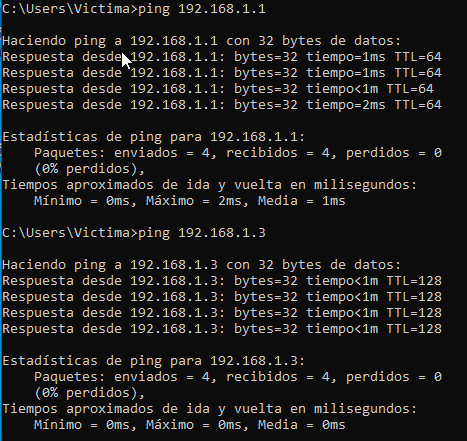 C:\Users\Victima>ping 192.168.1.1
Haciendo ping a 192.168.1.1 con 32 bytes de datos:
Respuesta desde 192.168.1.1: bytes=32 tiempo=1ms TTL=64
Respuesta desde 192.168.1.1: bytes=32 tiempo=1ms TTL=64
Respuesta desde 192.168.1.1: bytes=32 tiempo<1m TTL=64
Respuesta desde 192.168.1.1: bytes=32 tiempo=2ms TTL=64
Estadísticas de ping para 192.168.1.1:
    Paquetes: enviados = 4, recibidos = 4, perdidos = 0
    (0% perdidos),
Tiempos aproximados de ida y vuelta en milisegundos:
    Mínimo = 0ms, Máximo = 2ms, Media = 1ms
C:\Users\Victima>ping 192.168.1.3
Haciendo ping a 192.168.1.3 con 32 bytes de datos:
Respuesta desde 192.168.1.3: bytes=32 tiempo<1m TTL=128
Respuesta desde 192.168.1.3: bytes=32 tiempo<1m TTL=128
Respuesta desde 192.168.1.3: bytes=32 tiempo<1m TTL=128
Respuesta desde 192.168.1.3: bytes=32 tiempo<1m TTL=128
Estadísticas de ping para 192.168.1.3:
    Paquetes: enviados = 4, recibidos = 4, perdidos = 0
    (0% perdidos),
Tiempos aproximados de ida y vuelta en milisegundos:
    Mínimo = 0ms, Máximo = 0ms, Media = 0ms